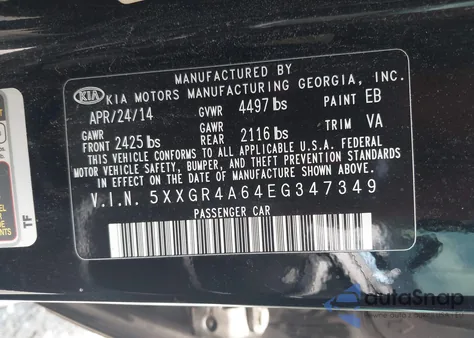 MANUFACTURED BY
KIA KIA MOTORS MANUFACTURING GEORGIA, INC.
APR/24/14 GVWR 4497 lbs PAINT EB
GAWR FRONT 2425 lbs GAWR REAR 2116 lbs TRIM VA
THIS VEHICLE CONFORMS TO ALL APPLICABLE U.S.A. FEDERAL
MOTOR VEHICLE SAFETY, BUMPER, AND THEFT PREVENTION STANDARDS
IN EFFECT ON THE DATE OF MANUFACTURE SHOWN ABOVE.
V.I.N. 5XXGR4A64EG347349
PASSENGER CAR
TF
autoSnap